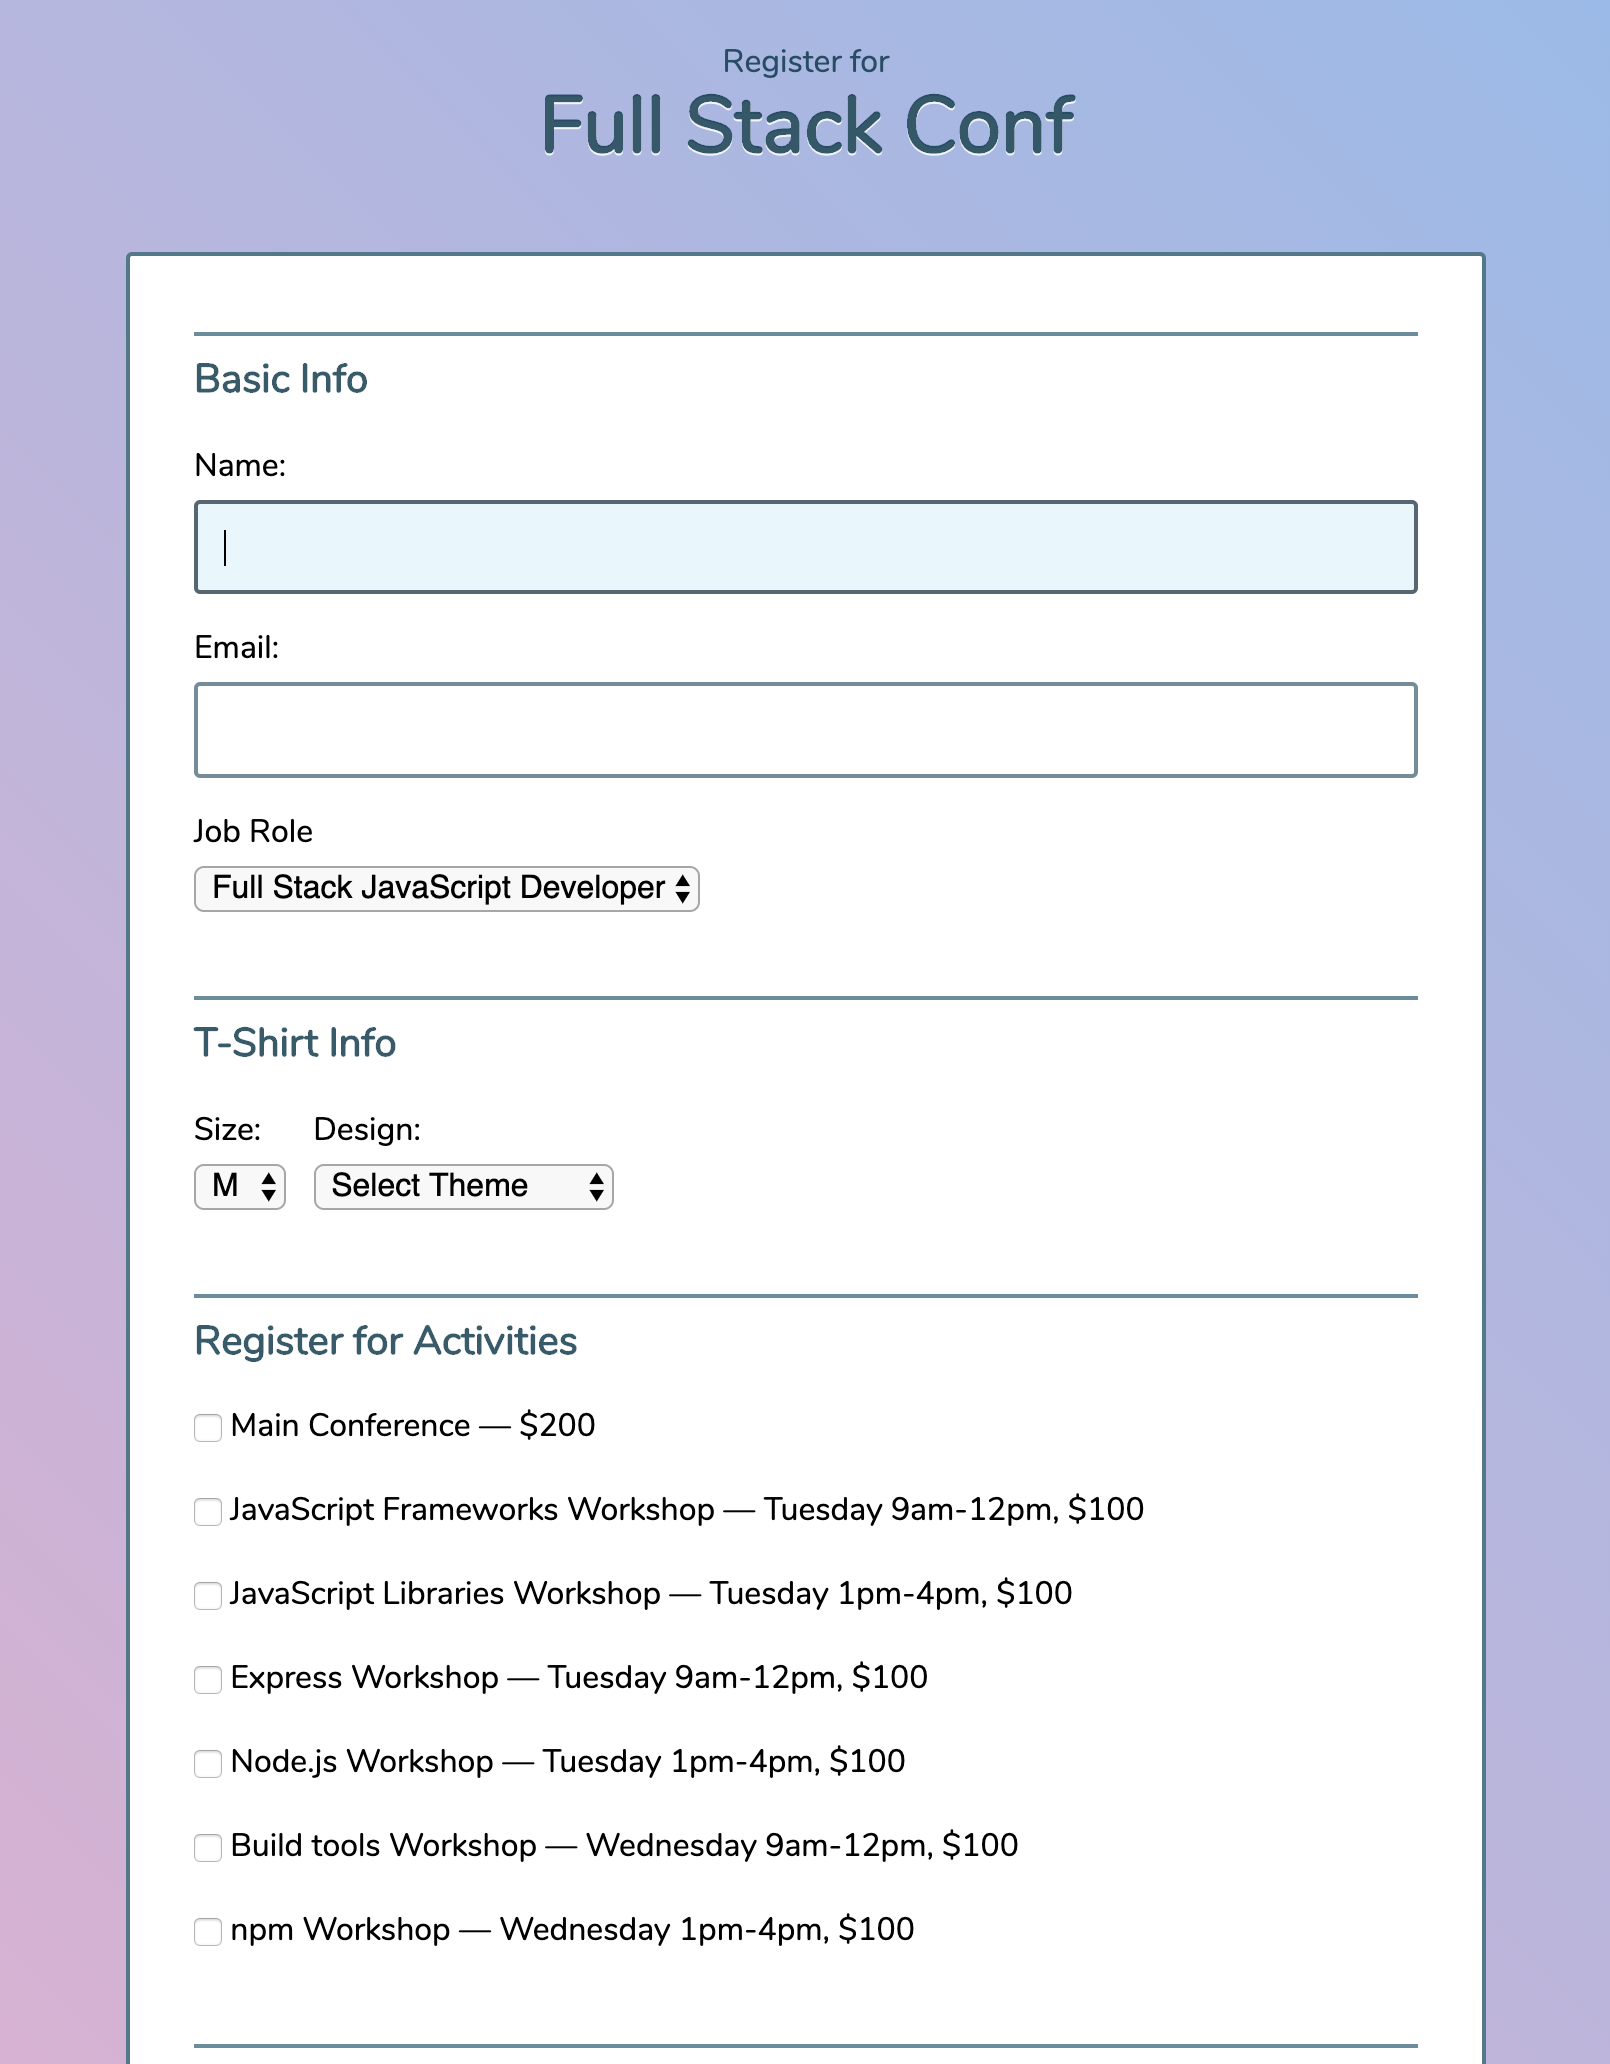 Register for
Full Stack Conf
Basic Info
Name:
Email:
Job Role
Full Stack JavaScript Developer
T-Shirt Info
Size: Design:
M Select Theme
Register for Activities
Main Conference — $200
JavaScript Frameworks Workshop — Tuesday 9am-12pm, $100
JavaScript Libraries Workshop — Tuesday 1pm-4pm, $100
Express Workshop — Tuesday 9am-12pm, $100
Node.js Workshop — Tuesday 1pm-4pm, $100
Build tools Workshop — Wednesday 9am-12pm, $100
npm Workshop — Wednesday 1pm-4pm, $100